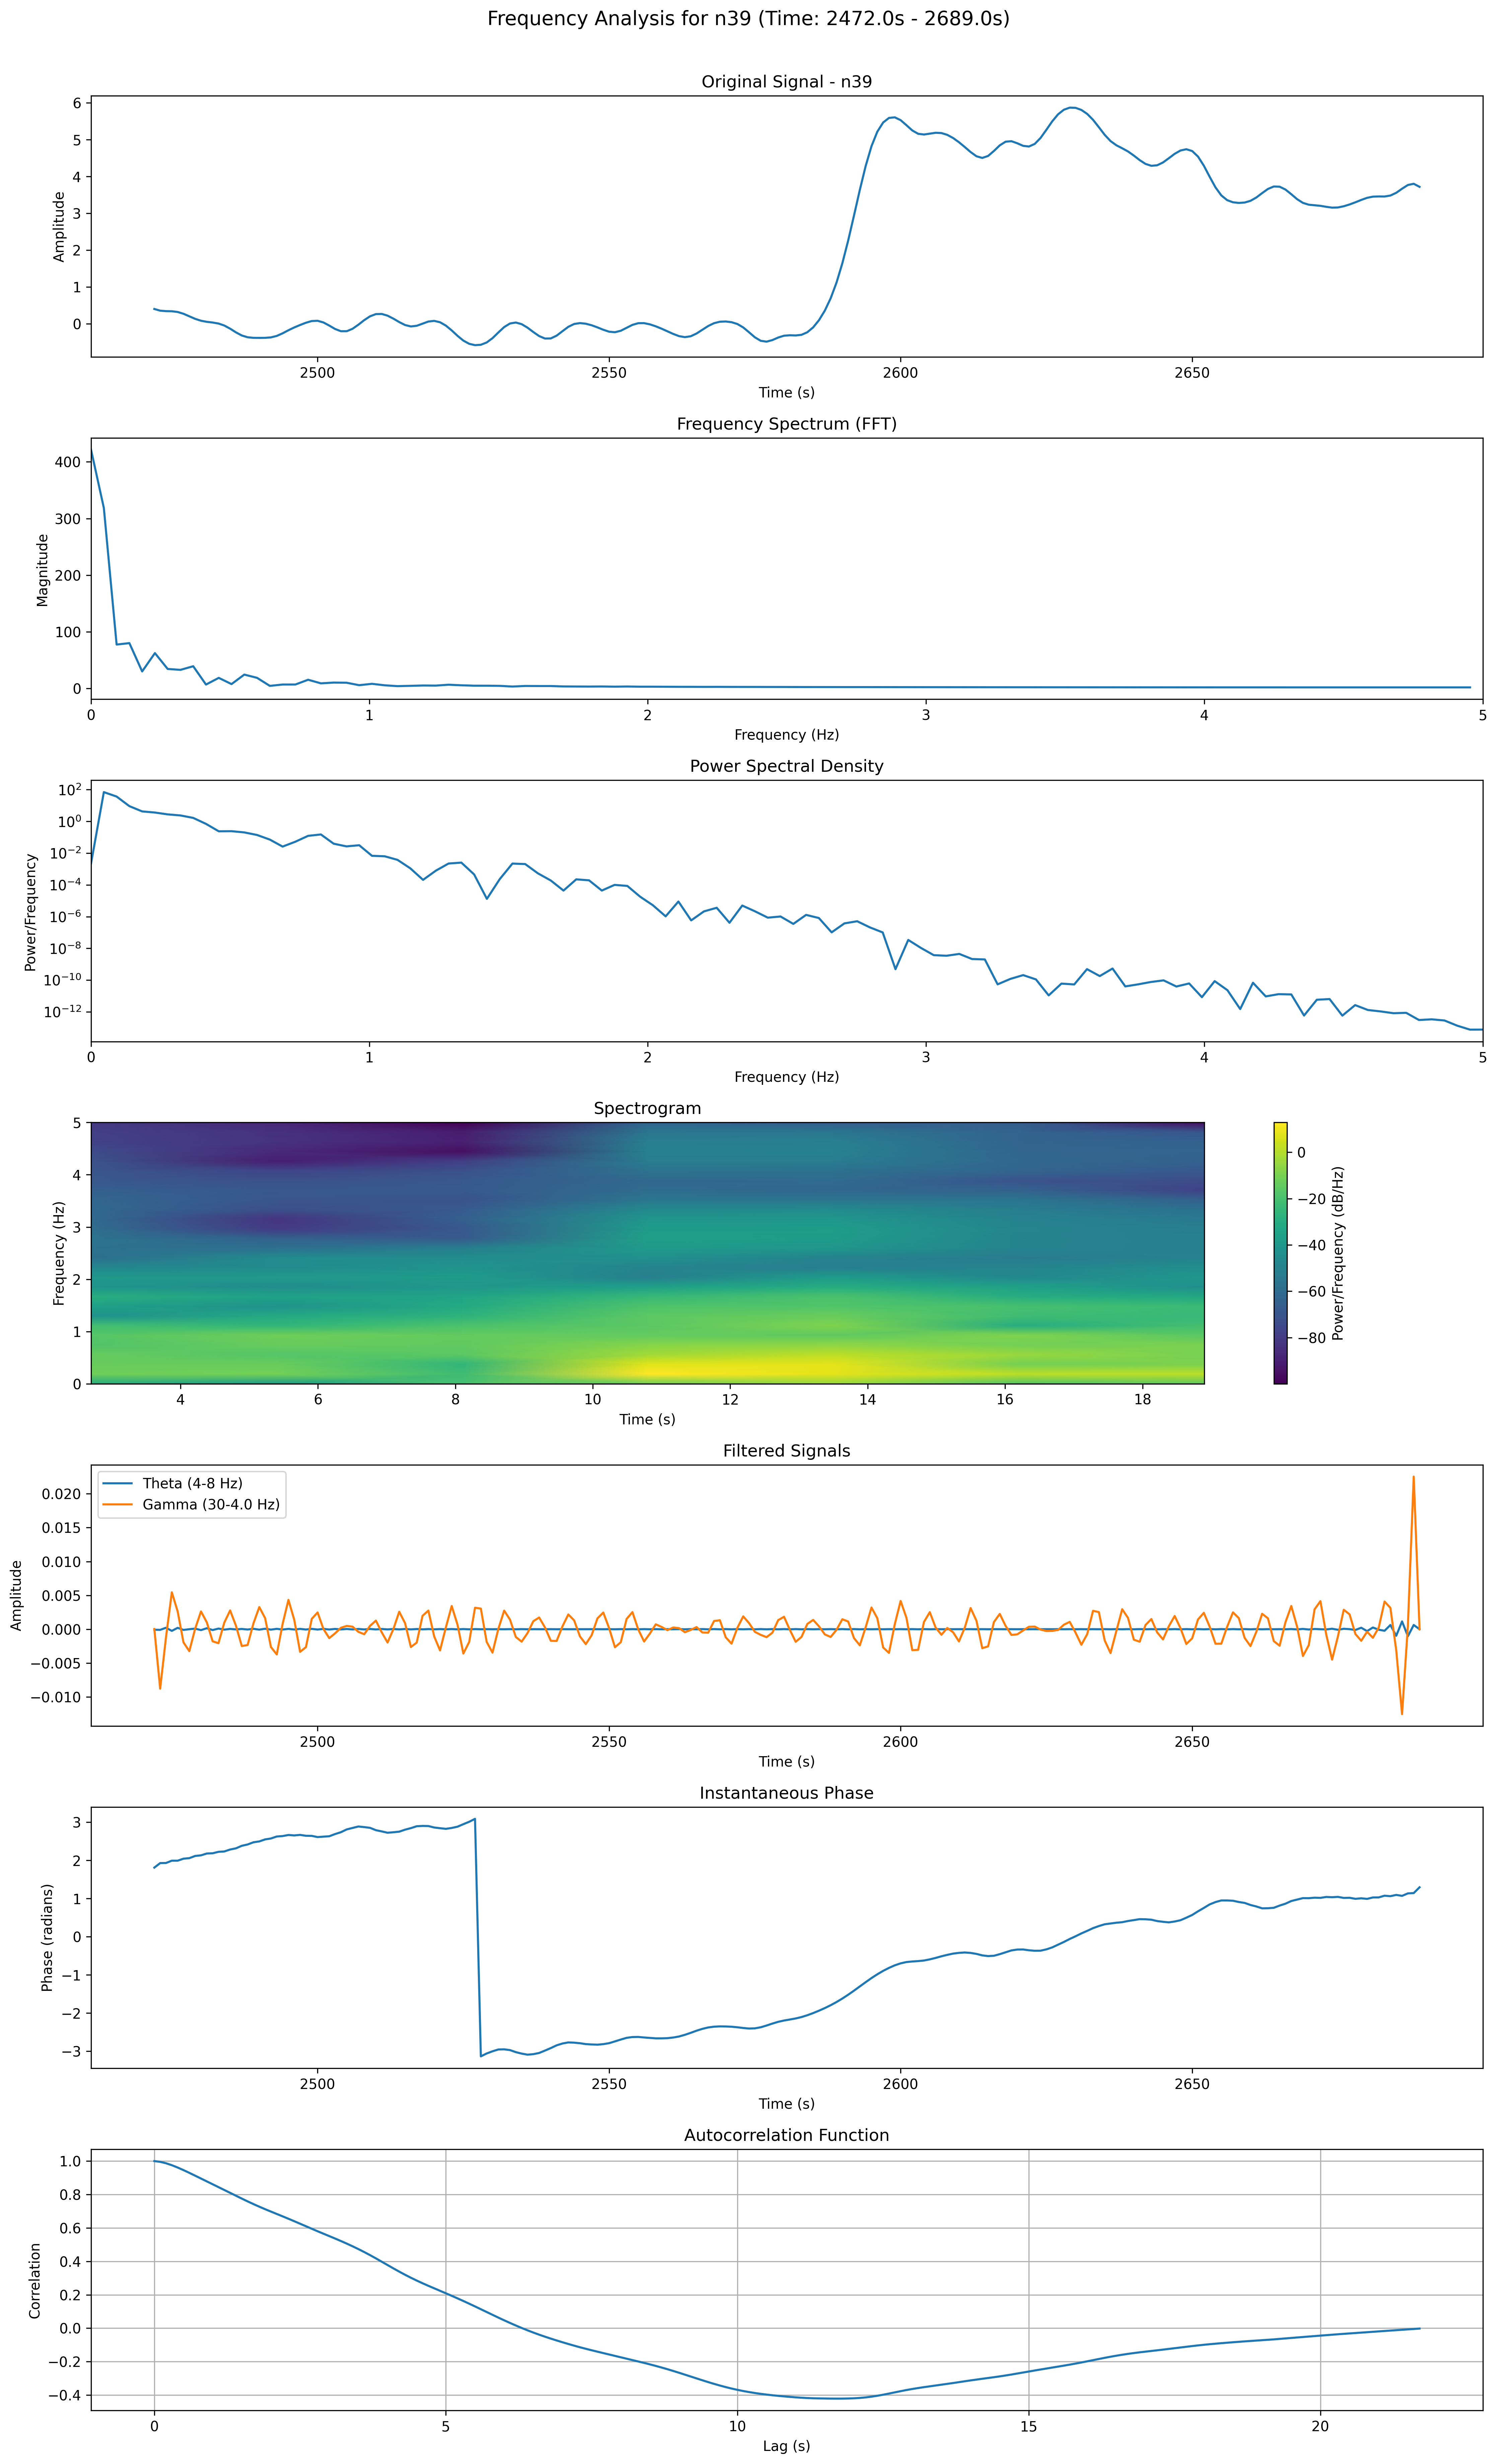 Frequency Analysis for n39 (Time: 2472.0s - 2689.0s)
Original Signal - n39
6
5
4
3
2
1
0
Amplitude
2500 2550 2600 2650
Time (s)
Frequency Spectrum (FFT)
400
300
200
100
0
Magnitude
0 1 2 3 4 5
Frequency (Hz)
Power Spectral Density
10²
10⁰
10⁻²
10⁻⁴
10⁻⁶
10⁻⁸
10⁻¹⁰
10⁻¹²
Power/Frequency
0 1 2 3 4 5
Frequency (Hz)
Spectrogram
5
4
3
2
1
0
Frequency (Hz)
4 6 8 10 12 14 16 18
Time (s)
0
−20
−40
−60
−80
Power/Frequency (dB/Hz)
Filtered Signals
Theta (4-8 Hz)
Gamma (30-4.0 Hz)
0.020
0.015
0.010
0.005
0.000
−0.005
−0.010
Amplitude
2500 2550 2600 2650
Time (s)
Instantaneous Phase
3
2
1
0
−1
−2
−3
Phase (radians)
2500 2550 2600 2650
Time (s)
Autocorrelation Function
1.0
0.8
0.6
0.4
0.2
0.0
−0.2
−0.4
Correlation
0 5 10 15 20
Lag (s)